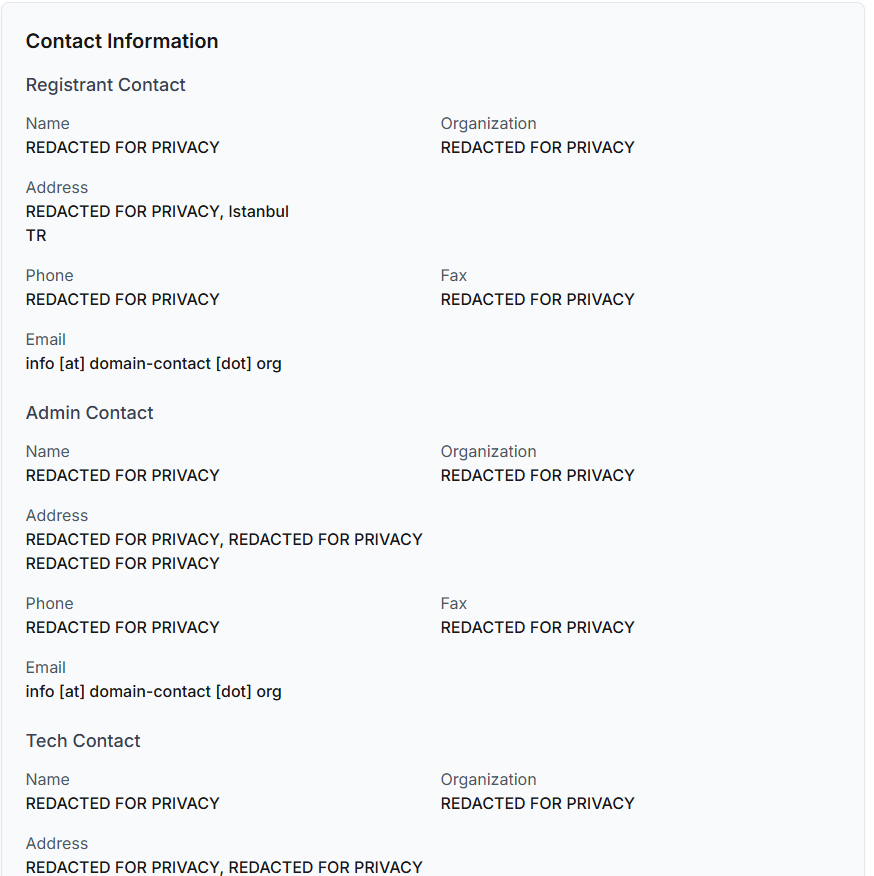 Contact Information
Registrant Contact
Name
Organization
REDACTED FOR PRIVACY
REDACTED FOR PRIVACY
Address
REDACTED FOR PRIVACY, Istanbul
TR
Phone
Fax
REDACTED FOR PRIVACY
REDACTED FOR PRIVACY
Email
info [at] domain-contact [dot] org
Admin Contact
Name
Organization
REDACTED FOR PRIVACY
REDACTED FOR PRIVACY
Address
REDACTED FOR PRIVACY, REDACTED FOR PRIVACY
REDACTED FOR PRIVACY
Phone
Fax
REDACTED FOR PRIVACY
REDACTED FOR PRIVACY
Email
info [at] domain-contact [dot] org
Tech Contact
Name
Organization
REDACTED FOR PRIVACY
REDACTED FOR PRIVACY
Address
REDACTED FOR PRIVACY, REDACTED FOR PRIVACY